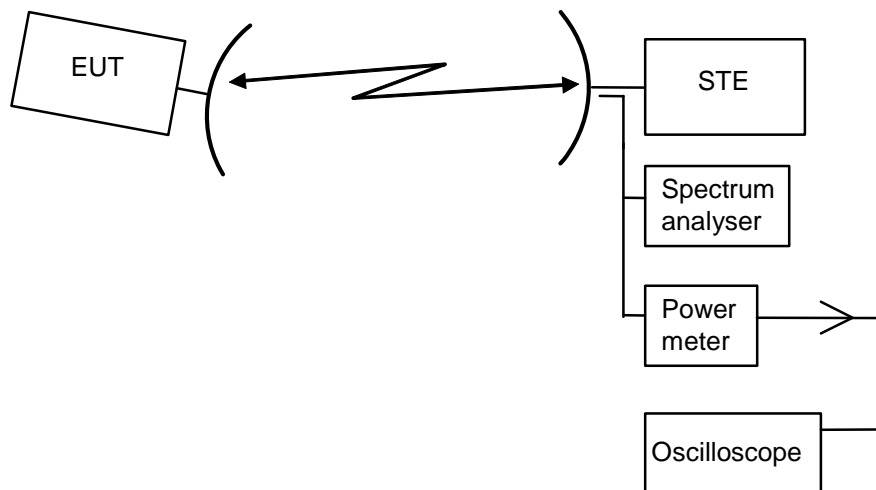 EUT
STE
Spectrum
analyser
Power
meter
Oscilloscope